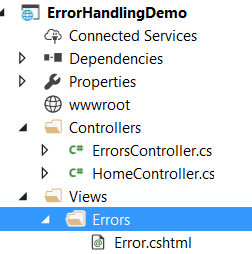 ErrorHandlingDemo
Connected Services
Dependencies
Properties
wwwroot
Controllers
C# ErrorsController.cs
C# HomeController.cs
Views
Errors
Error.cshtml